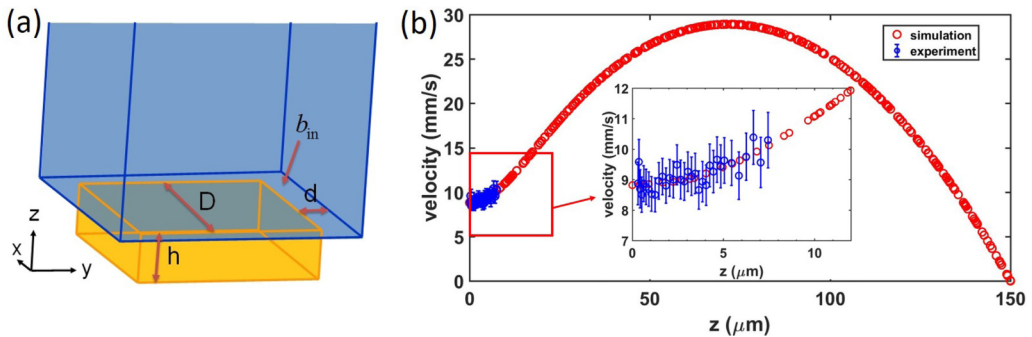 (a)
b_in
D
d
h
z
x
y
(b)
30
25
20
15
10
5
0
velocity (mm/s)
0
50
100
150
z (μm)
simulation
experiment
12
11
10
9
8
7
velocity (mm/s)
0
5
10
z (μm)